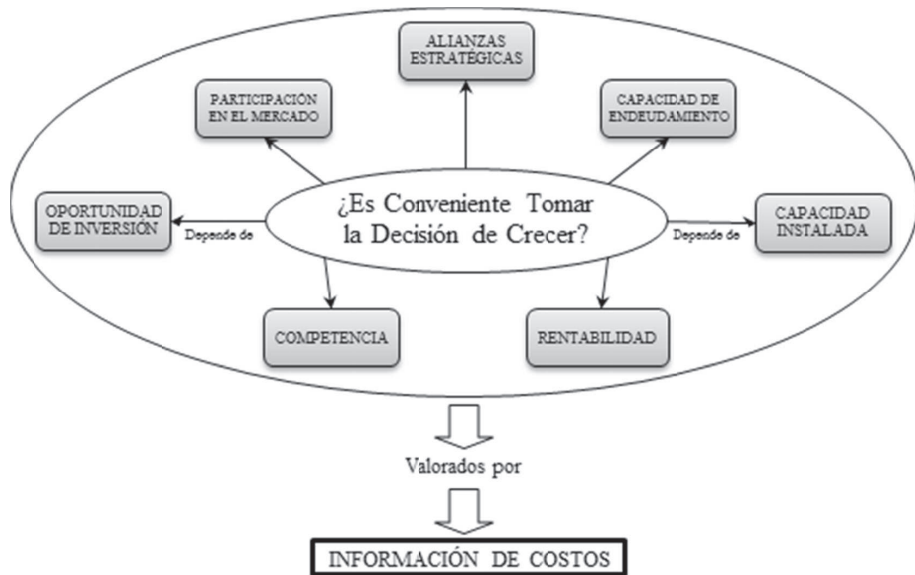 ALIANZAS
ESTRATÉGICAS
PARTICIPACIÓN
EN EL MERCADO
CAPACIDAD DE
ENDEUDAMIENTO
¿Es Conveniente Tomar
la Decisión de Crecer?
OPORTUNIDAD
DE INVERSIÓN
Depende de
Depende de
CAPACIDAD
INSTALADA
COMPETENCIA
RENTABILIDAD
Valorados por
INFORMACIÓN DE COSTOS